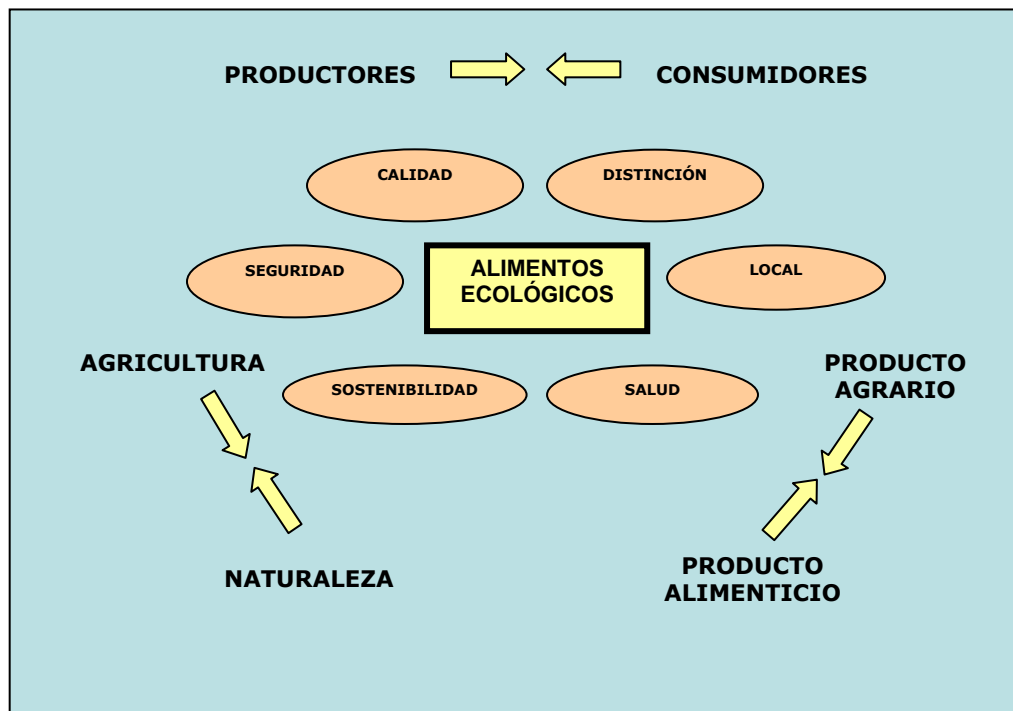 PRODUCTORES
CONSUMIDORES
CALIDAD
DISTINCIÓN
SEGURIDAD
ALIMENTOS
ECOLÓGICOS
LOCAL
AGRICULTURA
PRODUCTO
AGRARIO
SOSTENIBILIDAD
SALUD
NATURALEZA
PRODUCTO
ALIMENTICIO